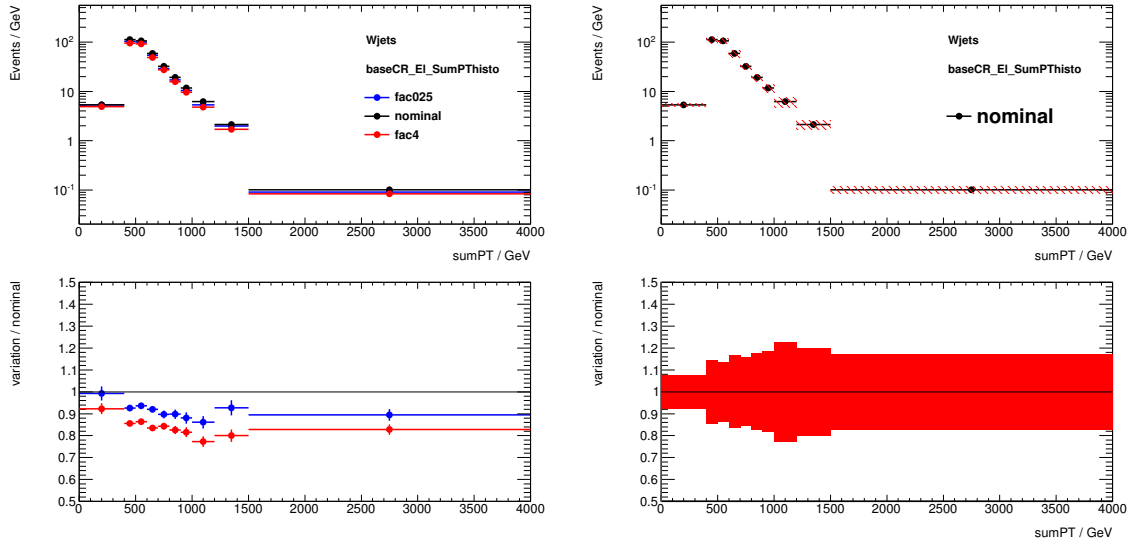 Events / GeV
10²
10
1
10⁻¹
Wjets
baseCR_El_SumPThisto
fac025
nominal
fac4
0 500 1000 1500 2000 2500 3000 3500 4000
sumPT / GeV
Events / GeV
10²
10
1
10⁻¹
Wjets
baseCR_El_SumPThisto
nominal
0 500 1000 1500 2000 2500 3000 3500 4000
sumPT / GeV
variation / nominal
1.5
1.4
1.3
1.2
1.1
1
0.9
0.8
0.7
0.6
0.5
0 500 1000 1500 2000 2500 3000 3500 4000
sumPT / GeV
variation / nominal
1.5
1.4
1.3
1.2
1.1
1
0.9
0.8
0.7
0.6
0.5
0 500 1000 1500 2000 2500 3000 3500 4000
sumPT / GeV